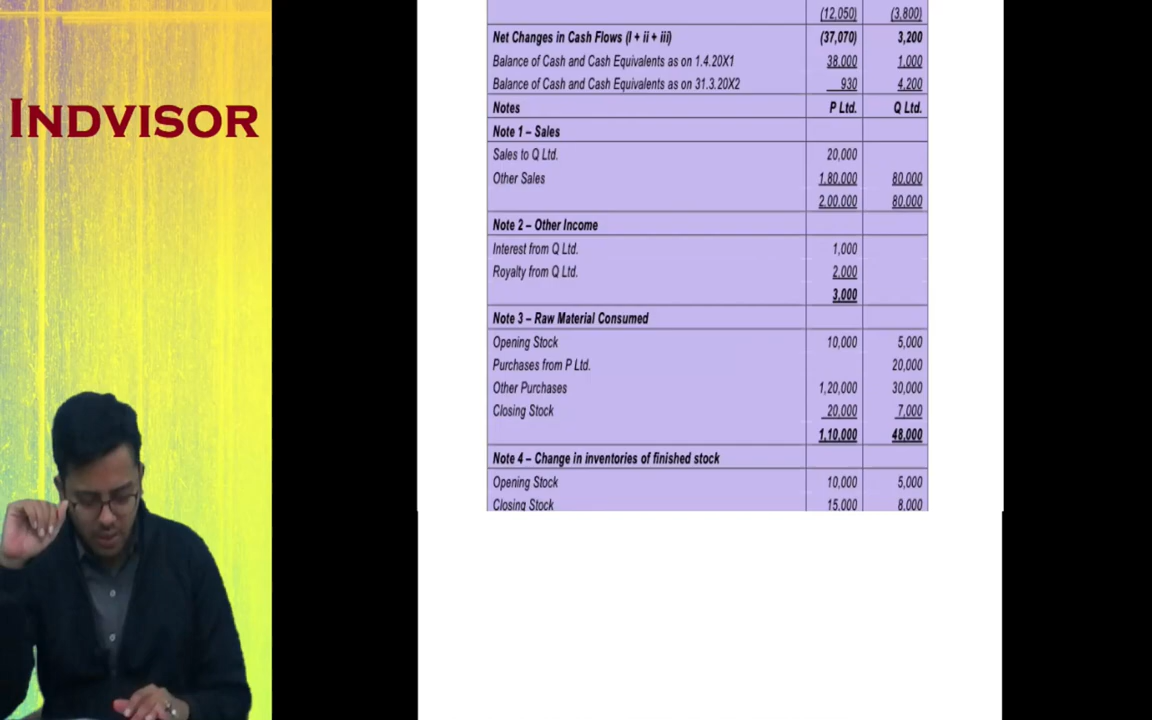 INDVISOR
(12,050) (3,800)
Net Changes in Cash Flows (I + ii + iii) (37,070) 3,200
Balance of Cash and Cash Equivalents as on 1.4.20X1 38,000 1,000
Balance of Cash and Cash Equivalents as on 31.3.20X2 930 4,200
Notes P Ltd. Q Ltd.
Note 1 – Sales
Sales to Q Ltd. 20,000
Other Sales 1,80,000 80,000
2,00,000 80,000
Note 2 – Other Income
Interest from Q Ltd. 1,000
Royalty from Q Ltd. 2,000
3,000
Note 3 – Raw Material Consumed
Opening Stock 10,000 5,000
Purchases from P Ltd. 20,000
Other Purchases 1,20,000 30,000
Closing Stock 20,000 7,000
1,10,000 48,000
Note 4 – Change in inventories of finished stock
Opening Stock 10,000 5,000
Closing Stock 15,000 8,000